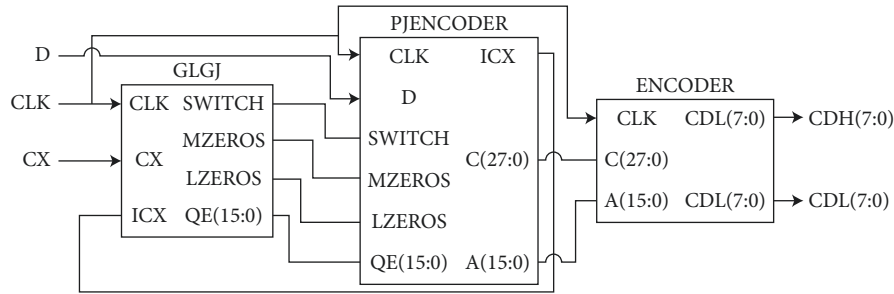 PJENCODER
D
GLGJ
CLK
CX
CLK SWITCH
MZEROS
CX
LZEROS
ICX QE(15:0)
CLK ICX
D
SWITCH
C(27:0)
MZEROS
LZEROS
QE(15:0) A(15:0)
ENCODER
CLK CDL(7:0)
C(27:0)
A(15:0) CDL(7:0)
CDH(7:0)
CDL(7:0)